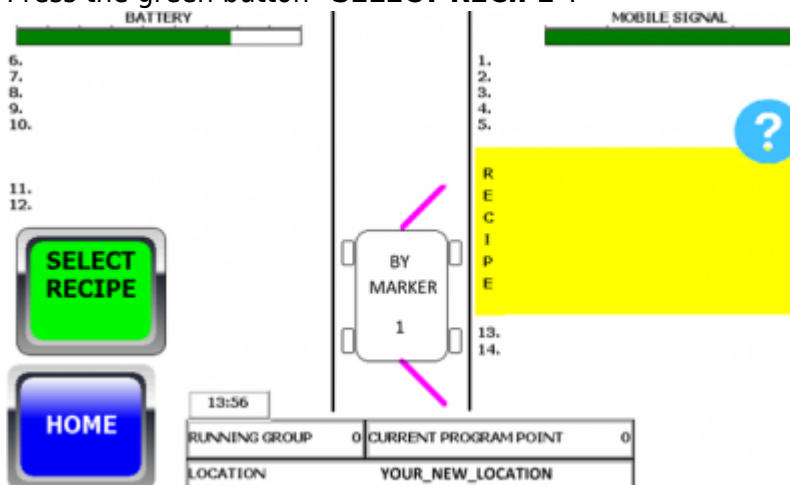 Press the green button "SELECT RECIPE".
BATTERY
MOBILE SIGNAL
6.
7.
8.
9.
10.
11.
12.
1.
2.
3.
4.
5.
?
R
E
C
I
P
E
13.
14.
SELECT
RECIPE
BY
MARKER
1
HOME
13:56
RUNNING GROUP 0 CURRENT PROGRAM POINT 0
LOCATION YOUR_NEW_LOCATION